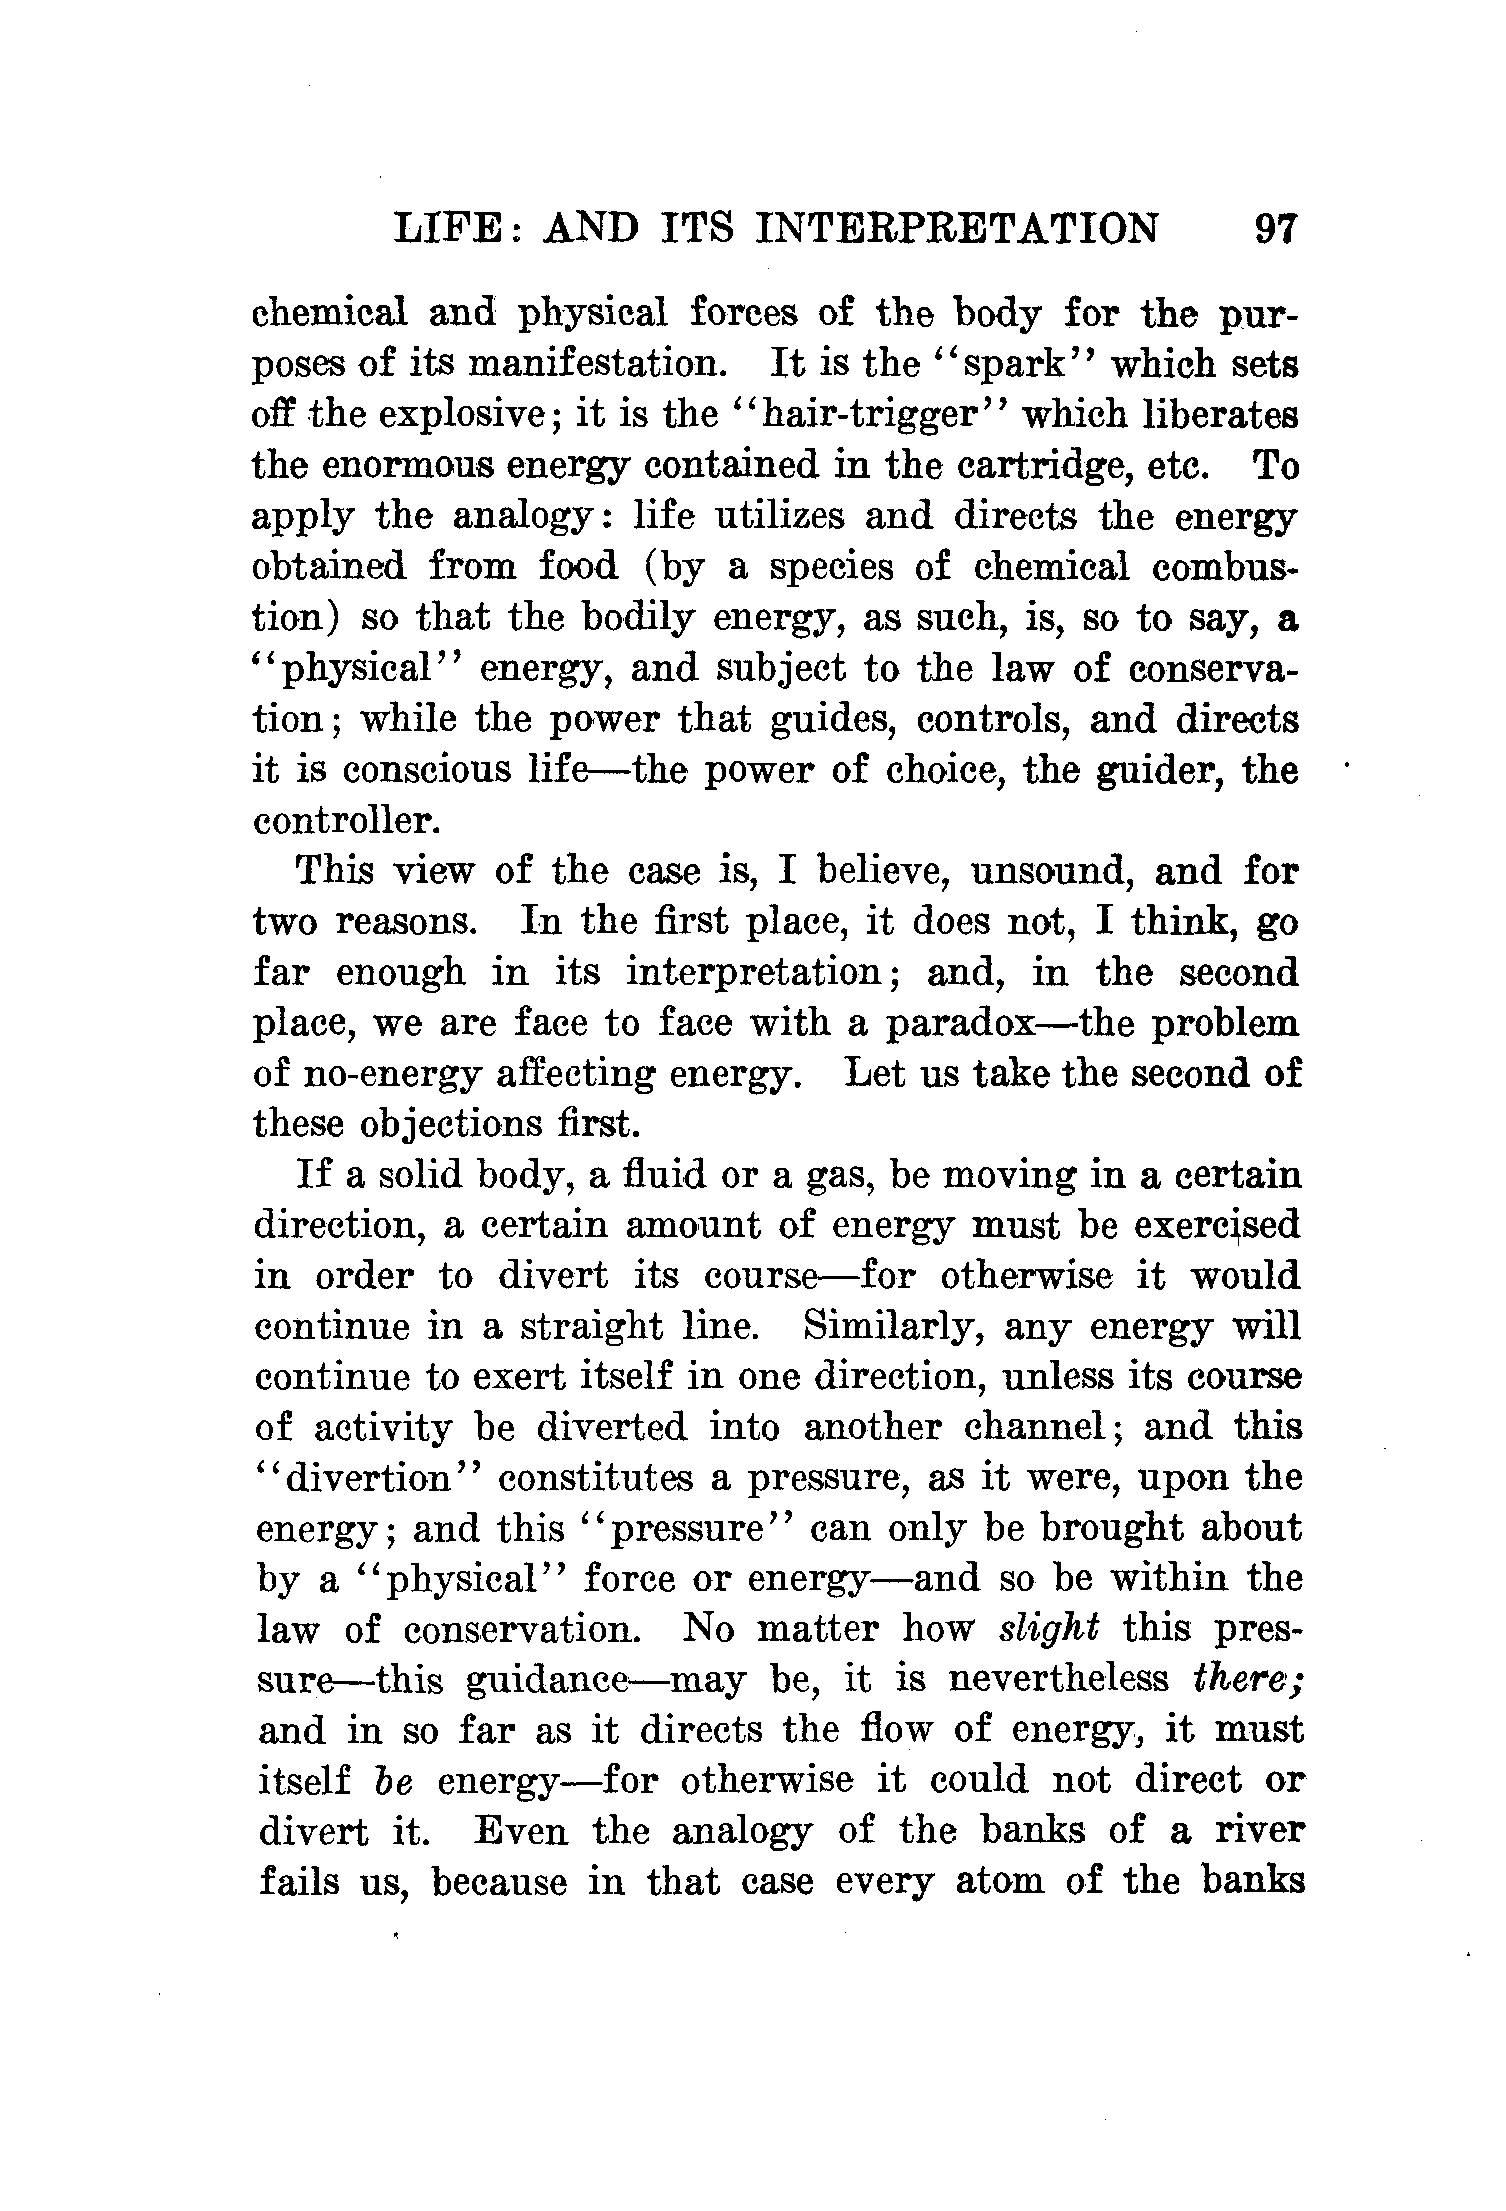 LIFE: AND ITS INTERPRETATION 97
chemical and physical forces of the body for the pur-
poses of its manifestation. It is the "spark" which sets
off the explosive; it is the "hair-trigger" which liberates
the enormous energy contained in the cartridge, etc. To
apply the analogy: life utilizes and directs the energy
obtained from food (by a species of chemical combus-
tion) so that the bodily energy, as such, is, so to say, a
"physical" energy, and subject to the law of conserva-
tion; while the power that guides, controls, and directs
it is conscious life—the power of choice, the guider, the
controller.
This view of the case is, I believe, unsound, and for
two reasons. In the first place, it does not, I think, go
far enough in its interpretation; and, in the second
place, we are face to face with a paradox—the problem
of no-energy affecting energy. Let us take the second of
these objections first.
If a solid body, a fluid or a gas, be moving in a certain
direction, a certain amount of energy must be exercised
in order to divert its course—for otherwise it would
continue in a straight line. Similarly, any energy will
continue to exert itself in one direction, unless its course
of activity be diverted into another channel; and this
"divertion" constitutes a pressure, as it were, upon the
energy; and this "pressure" can only be brought about
by a "physical" force or energy—and so be within the
law of conservation. No matter how slight this pres-
sure—this guidance—may be, it is nevertheless there;
and in so far as it directs the flow of energy, it must
itself be energy—for otherwise it could not direct or
divert it. Even the analogy of the banks of a river
fails us, because in that case every atom of the banks